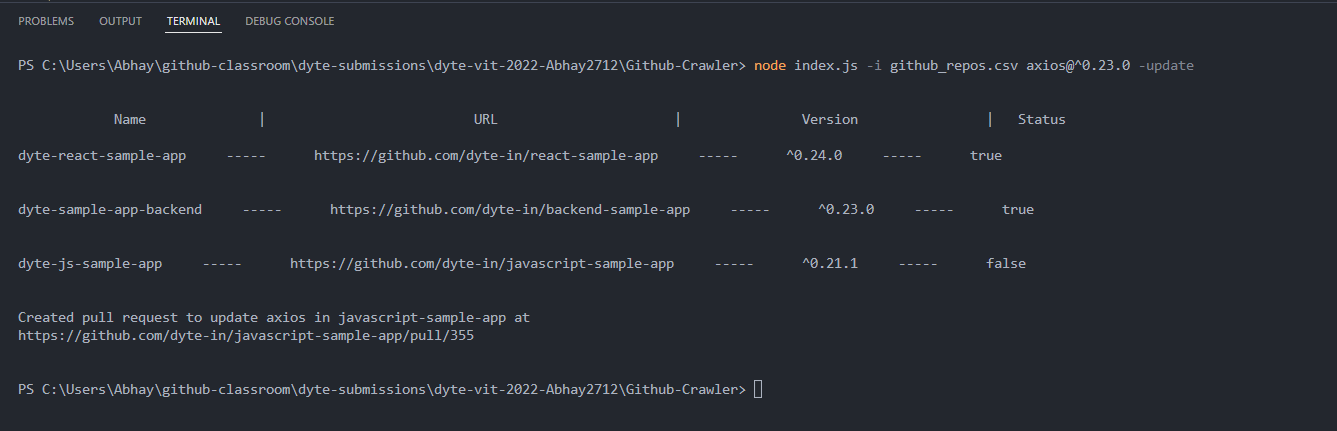 PROBLEMS OUTPUT TERMINAL DEBUG CONSOLE
PS C:\Users\Abhay\github-classroom\dyte-submissions\dyte-vit-2022-Abhay2712\Github-Crawler> node index.js -i github_repos.csv axios@^0.23.0 -update
Name | URL | Version | Status
dyte-react-sample-app ----- https://github.com/dyte-in/react-sample-app ----- ^0.24.0 ----- true
dyte-sample-app-backend ----- https://github.com/dyte-in/backend-sample-app ----- ^0.23.0 ----- true
dyte-js-sample-app ----- https://github.com/dyte-in/javascript-sample-app ----- ^0.21.1 ----- false
Created pull request to update axios in javascript-sample-app at
https://github.com/dyte-in/javascript-sample-app/pull/355
PS C:\Users\Abhay\github-classroom\dyte-submissions\dyte-vit-2022-Abhay2712\Github-Crawler>